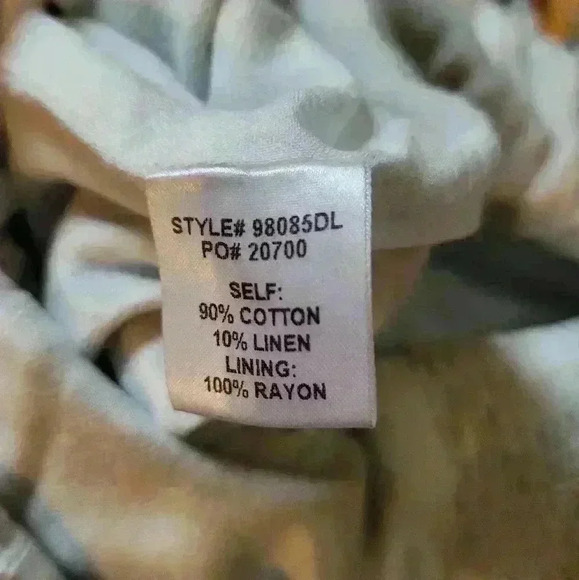 STYLE# 98085DL
PO# 20700
SELF:
90% COTTON
10% LINEN
LINING:
100% RAYON